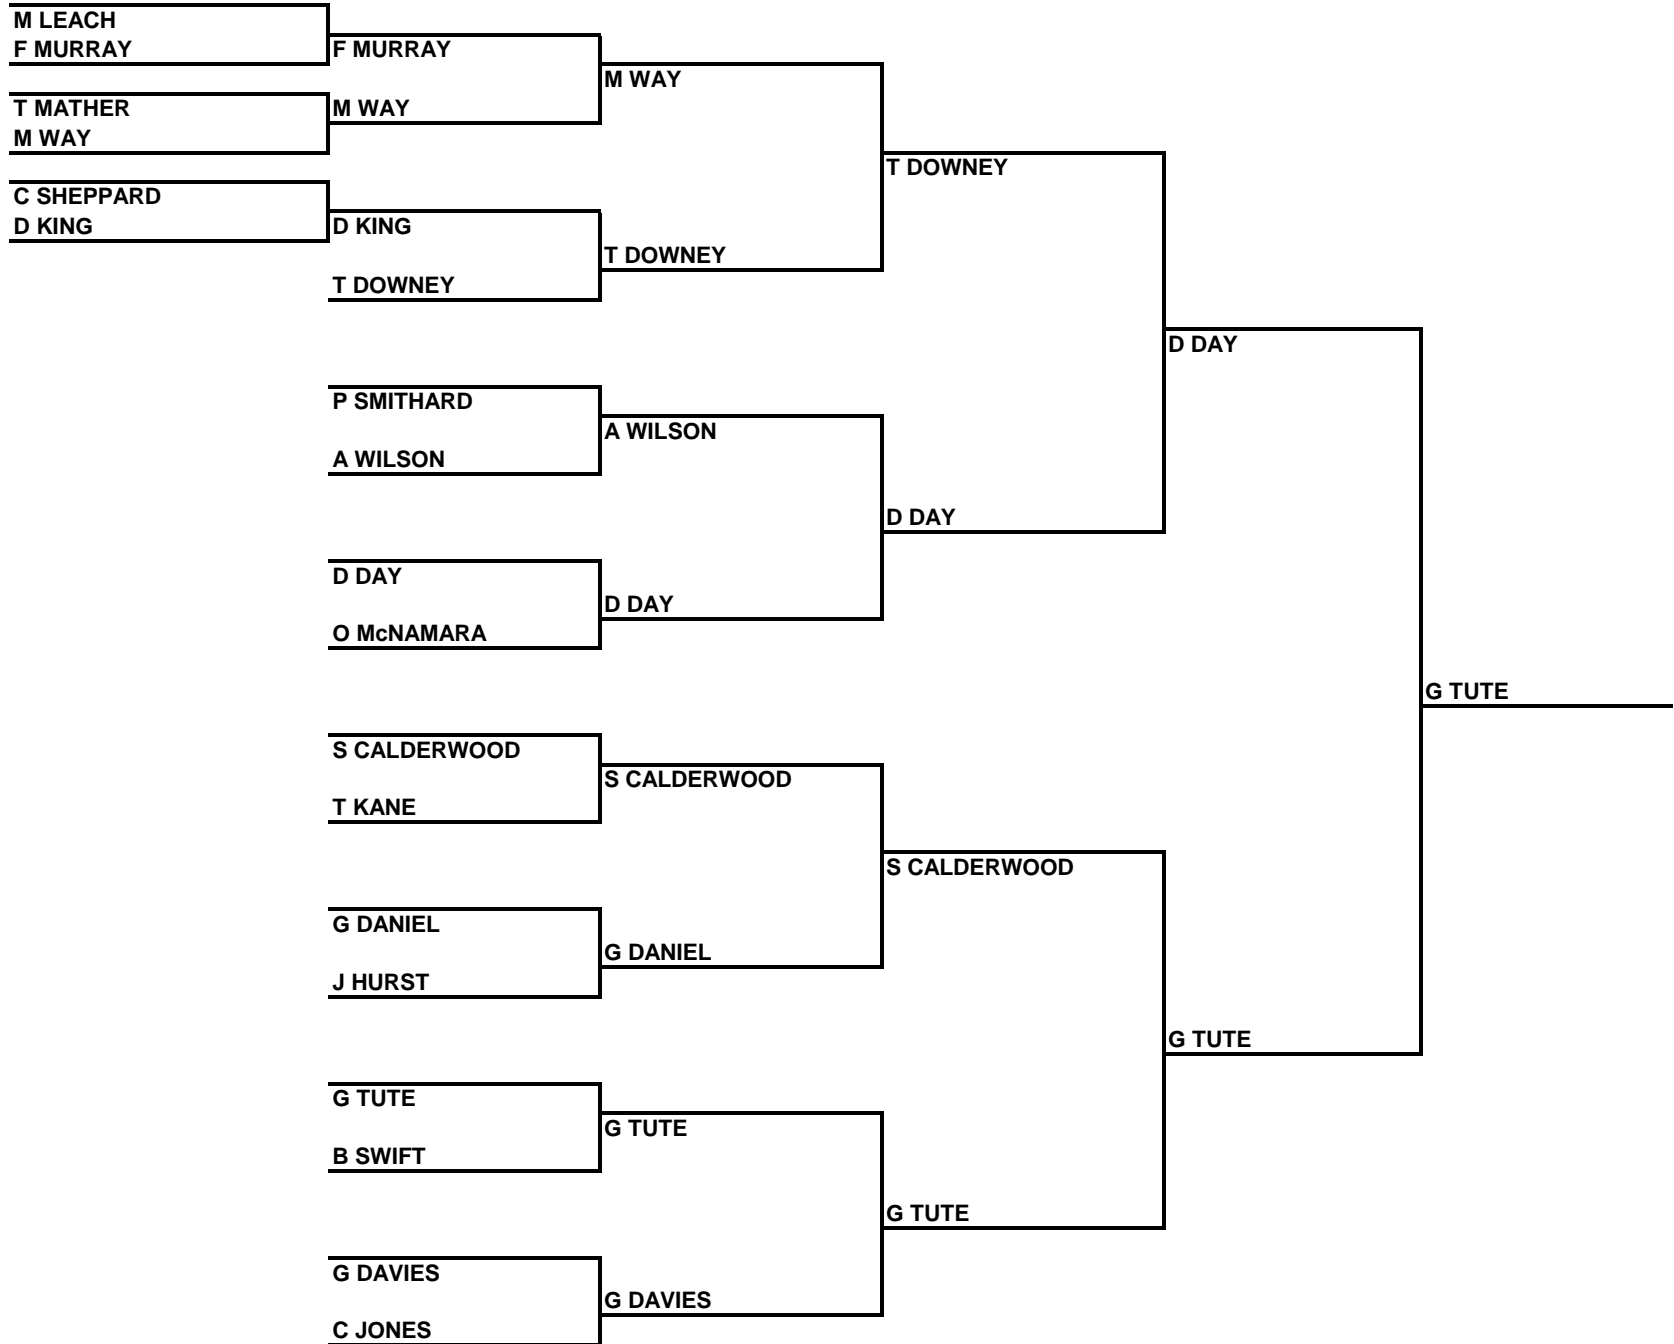 M LEACH
F MURRAY
T MATHER
M WAY
C SHEPPARD
D KING
F MURRAY
M WAY
D KING
T DOWNEY
P SMITHARD
A WILSON
D DAY
O McNAMARA
S CALDERWOOD
T KANE
G DANIEL
J HURST
G TUTE
B SWIFT
G DAVIES
C JONES
M WAY
T DOWNEY
A WILSON
D DAY
S CALDERWOOD
G DANIEL
G TUTE
G DAVIES
T DOWNEY
D DAY
S CALDERWOOD
G TUTE
D DAY
G TUTE
G TUTE